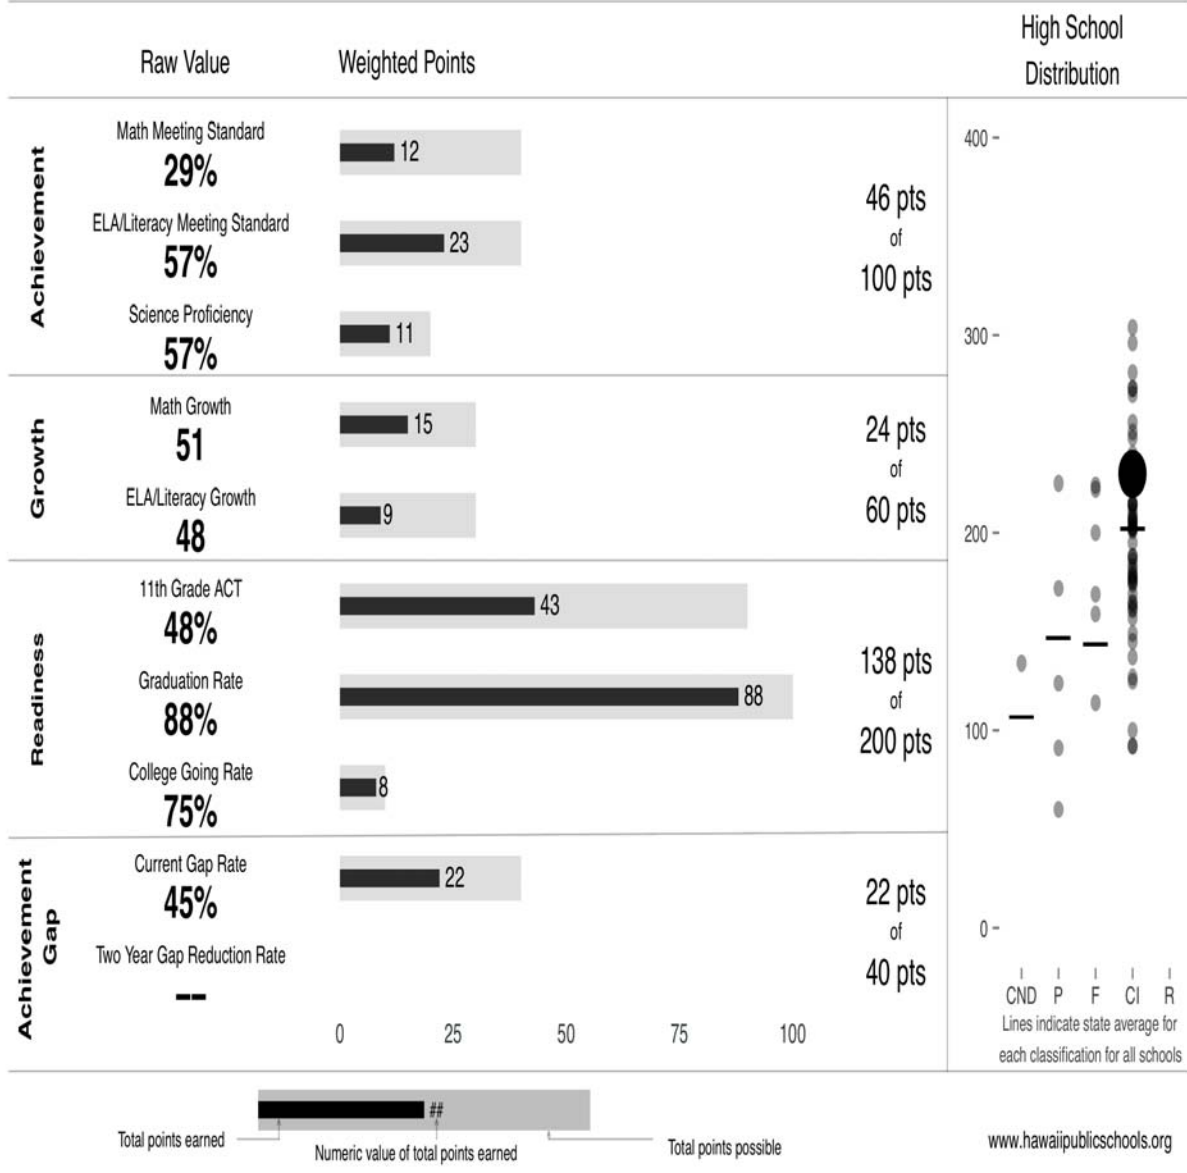 Raw Value
Weighted Points
High School
Distribution
Achievement
Math Meeting Standard
29%
12
ELA/Literacy Meeting Standard
57%
23
Science Proficiency
57%
11
46 pts
of
100 pts
Growth
Math Growth
51
15
ELA/Literacy Growth
48
9
24 pts
of
60 pts
Readiness
11th Grade ACT
48%
43
Graduation Rate
88%
88
College Going Rate
75%
8
138 pts
of
200 pts
Achievement
Gap
Current Gap Rate
45%
22
Two Year Gap Reduction Rate
--
22 pts
of
40 pts
0 25 50 75 100
400
300
200
100
0
CND P F CI R
Lines indicate state average for
each classification for all schools
##
Total points earned
Numeric value of total points earned
Total points possible
www.hawaiipublicschools.org